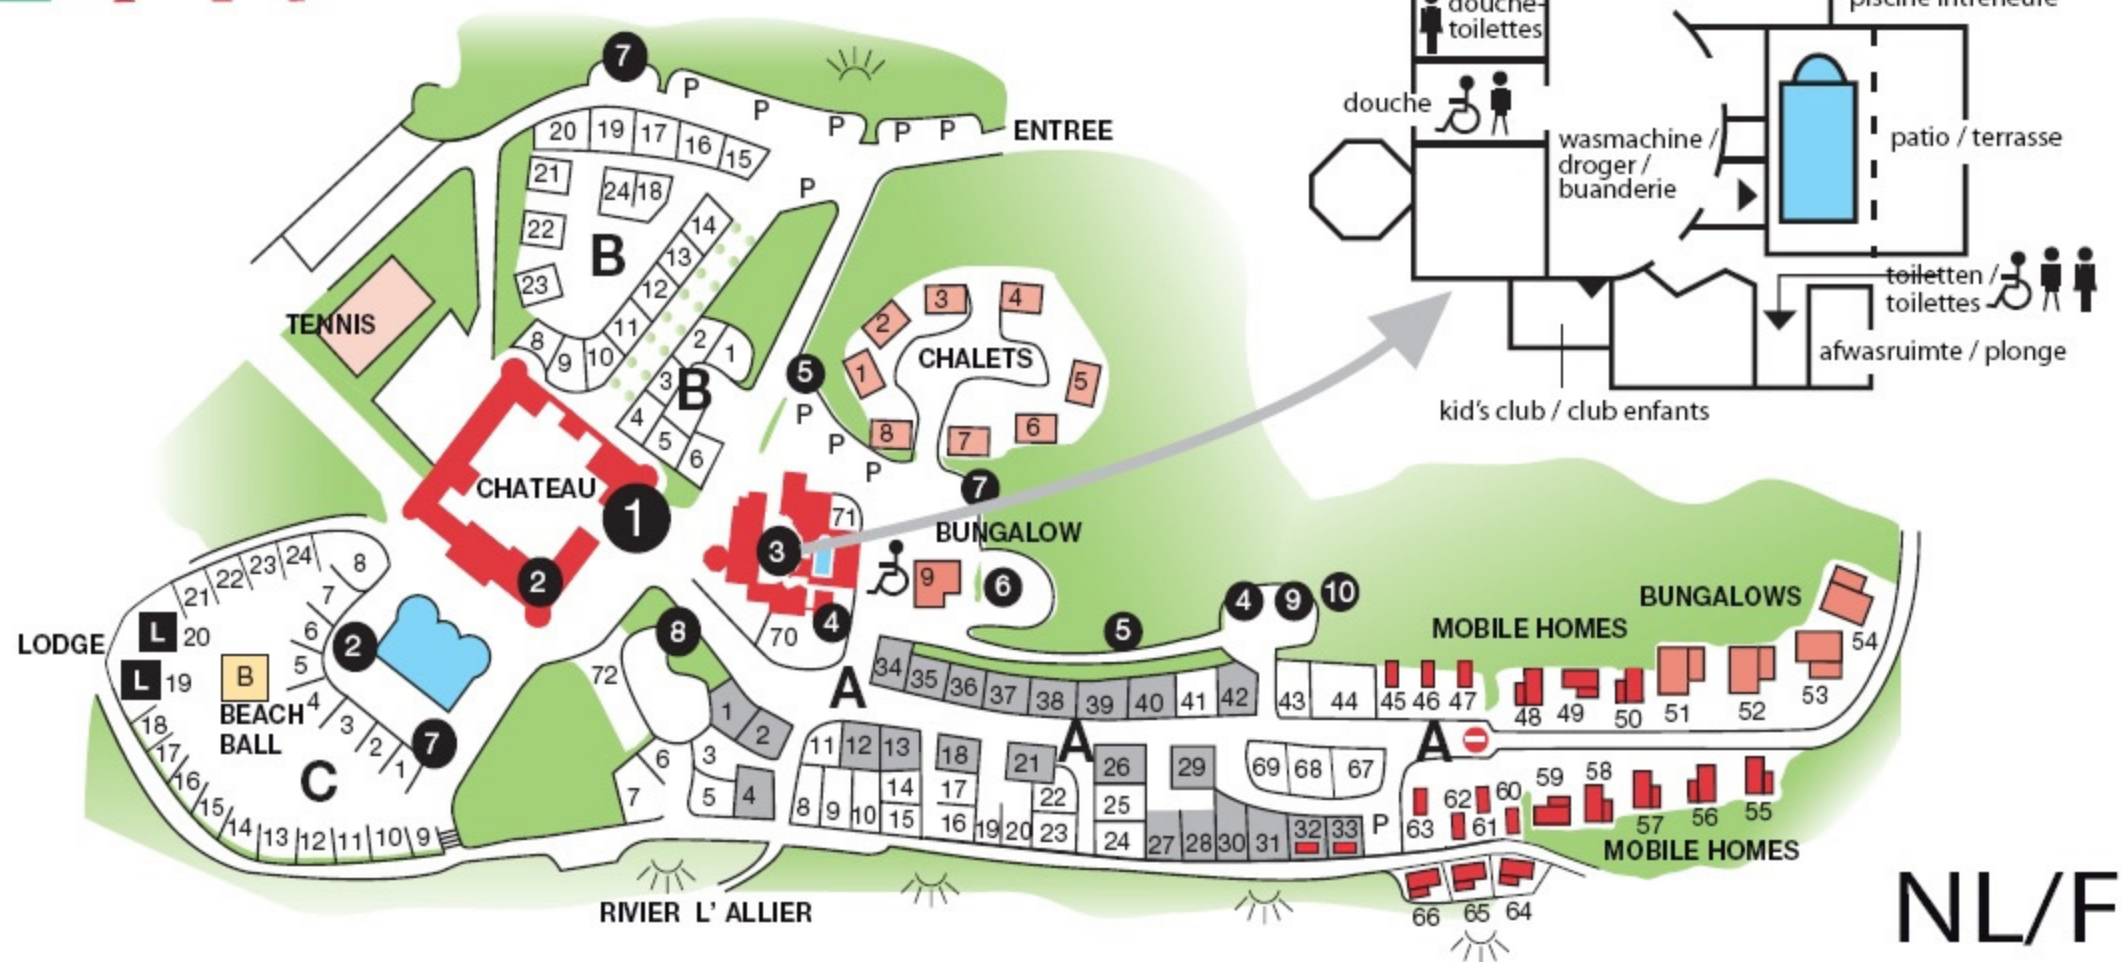 douche-
toilettes
douche
wasmachine /
droger /
buanderie
patio / terrasse
toiletten /
toilettes
afwasruimte / plonge
kid's club / club enfants
7
P
P
P
P
P
ENTREE
20 19 17 16 15
21
24 18
P
22
14
B
13
23
12
TENNIS
11
8 9 10
2 1
3
B
4 5 6
5
P
P
P
3 4
2
CHALETS
1
5
8 7 6
7
CHATEAU
1
2
3
71
BUNGALOW
9
6
4
70
8
72
4 9 10
5
MOBILE HOMES
BUNGALOWS
54
21 22 23 24 8
7
LODGE
L 20
6
2
L 19
B
5
BEACH
BALL
4
3
2
1
7
18
17
16
15
14
13 12 11 10 9
C
A
34 35 36 37 38 39 40 41 42 43 44 45 46 47 48 49 50 51 52 53
1
2
3
6
5 4
7
11 12 13 18 21
A
26 29
69 68 67
A
14 17 22 25
8 9 10 15 16 19 20 23 24 27 28 30 31 32 33
P
63 62 61 60 59 58 57 56 55
MOBILE HOMES
66 65 64
RIVIER L' ALLIER
NL/F